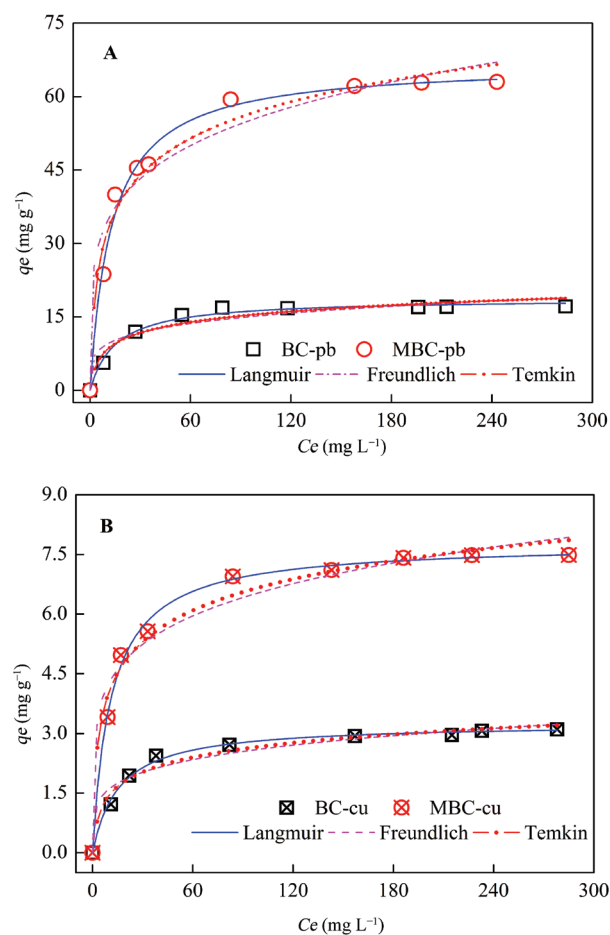 75
A
60
45
qe (mg g⁻¹)
30
15
BC-pb MBC-pb
Langmuir Freundlich Temkin
0
0 60 120 180 240 300
Ce (mg L⁻¹)
9.0
B
7.5
6.0
qe (mg g⁻¹)
4.5
3.0
1.5
BC-cu MBC-cu
Langmuir Freundlich Temkin
0.0
0 60 120 180 240 300
Ce (mg L⁻¹)